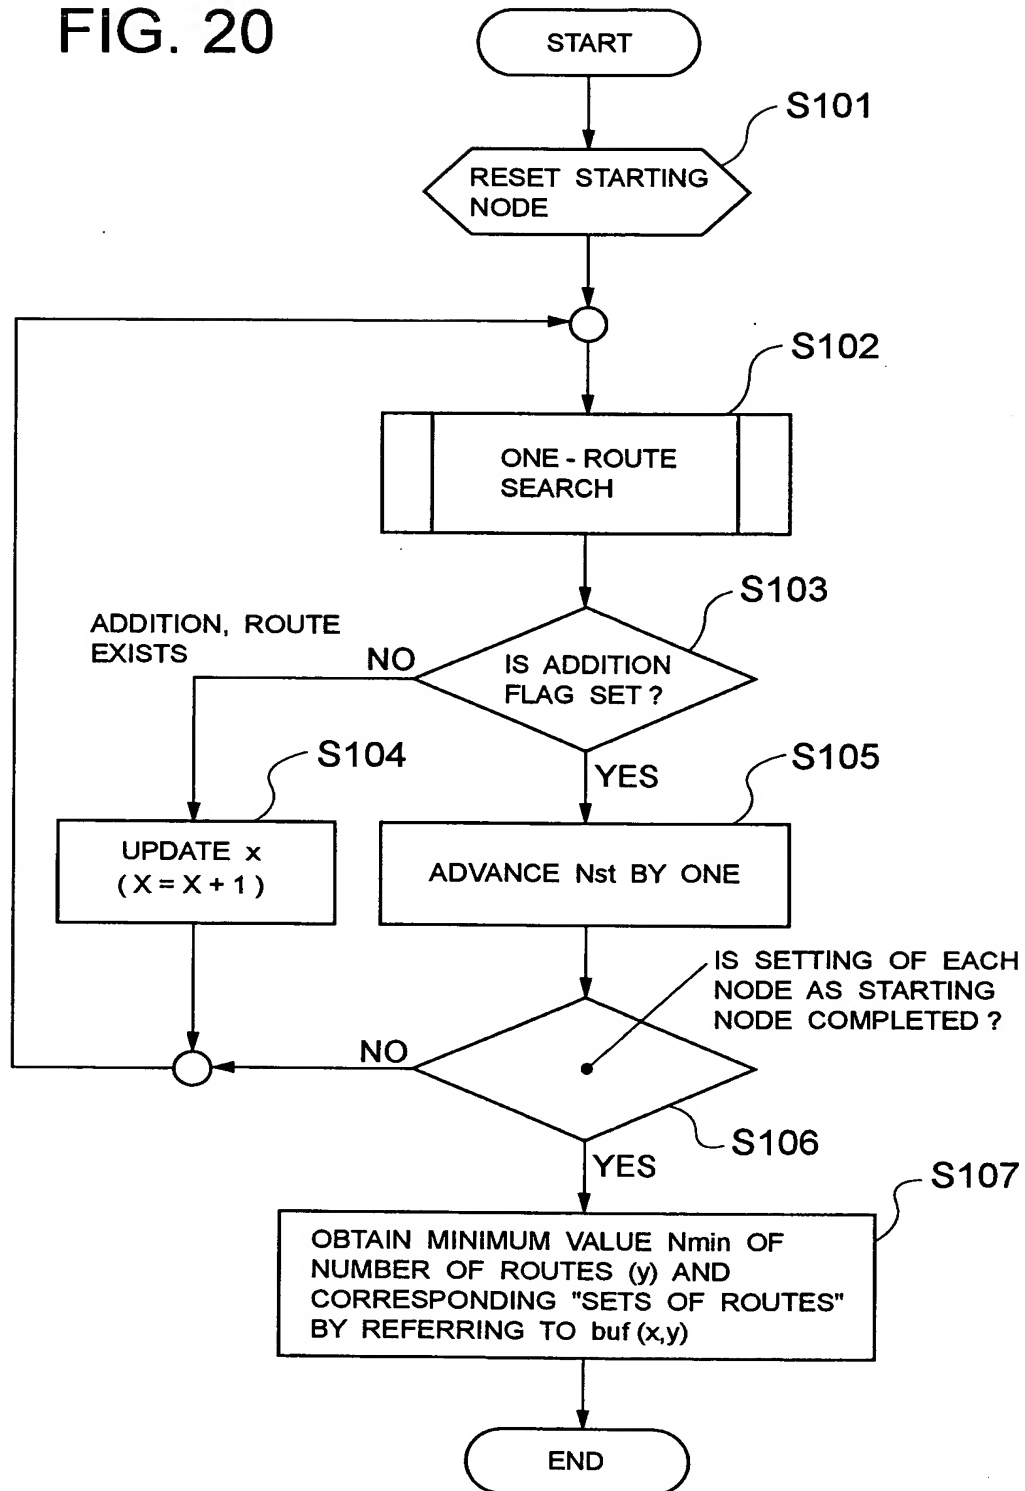 FIG. 20
START
S101
RESET STARTING
NODE
S102
ONE - ROUTE
SEARCH
S103
ADDITION, ROUTE
EXISTS
NO
IS ADDITION
FLAG SET ?
S104
YES
S105
UPDATE x
( X = X + 1 )
ADVANCE Nst BY ONE
IS SETTING OF EACH
NODE AS STARTING
NODE COMPLETED ?
NO
S106
YES
S107
OBTAIN MINIMUM VALUE Nmin OF
NUMBER OF ROUTES (y) AND
CORRESPONDING "SETS OF ROUTES"
BY REFERRING TO buf (x,y)
END